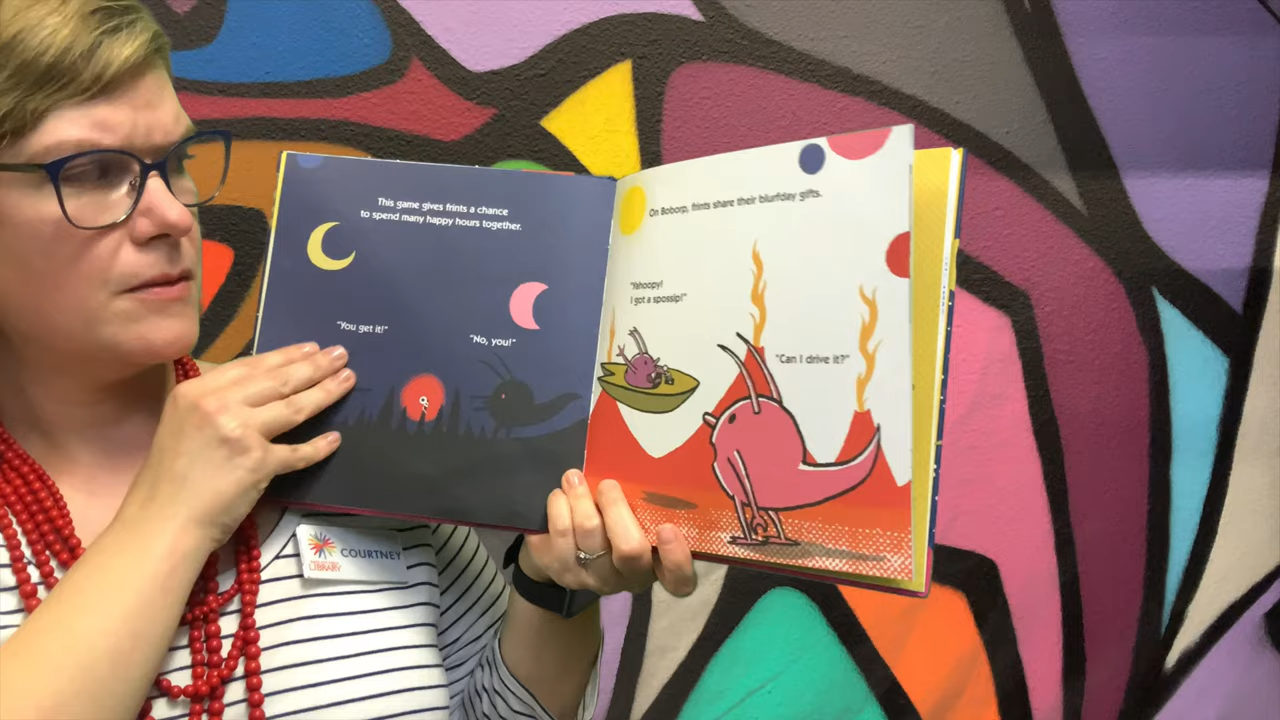 This game gives frints a chance
to spend many happy hours together.
"You get it!"
"No, you!"
On Boborp, frints share their blurfday gifts.
"Yahoopy!
I got a spossip!"
"Can I drive it?"
COURTNEY
LIBRARY